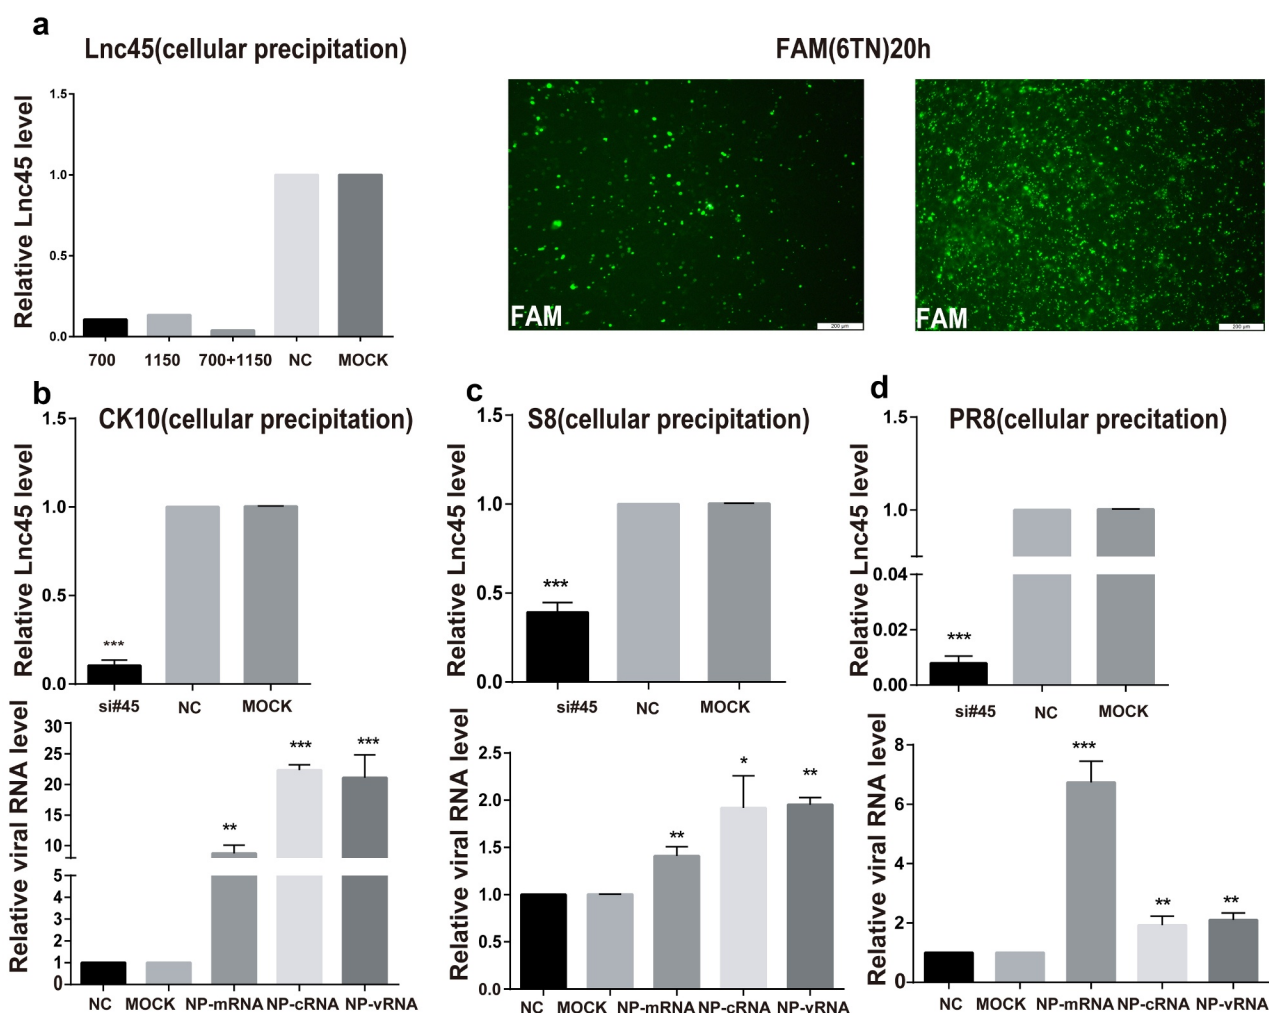 a
Lnc45(cellular precipitation)
FAM(6TN)20h
Relative Lnc45 level
1.5
1.0
0.5
0.0
700 1150 700+1150 NC MOCK
FAM
200 μm
FAM
200 μm
b
CK10(cellular precipitation)
Relative Lnc45 level
1.5
1.0
0.5
0.0
***
si#45 NC MOCK
Relative viral RNA level
30
25
20
15
10
5
4
3
2
1
0
**
***
***
NC MOCK NP-mRNA NP-cRNA NP-vRNA
c
S8(cellular precipitation)
Relative Lnc45 level
1.5
1.0
0.5
0.0
***
si#45 NC MOCK
Relative viral RNA level
2.5
2.0
1.5
1.0
0.5
0.0
**
*
**
NC MOCK NP-mRNA NP-cRNA NP-vRNA
d
PR8(cellular precitation)
Relative Lnc45 level
1.5
1.0
0.04
0.02
0.00
***
si#45 NC MOCK
Relative viral RNA level
8
6
4
2
0
***
**
**
NC MOCK NP-mRNA NP-cRNA NP-vRNA